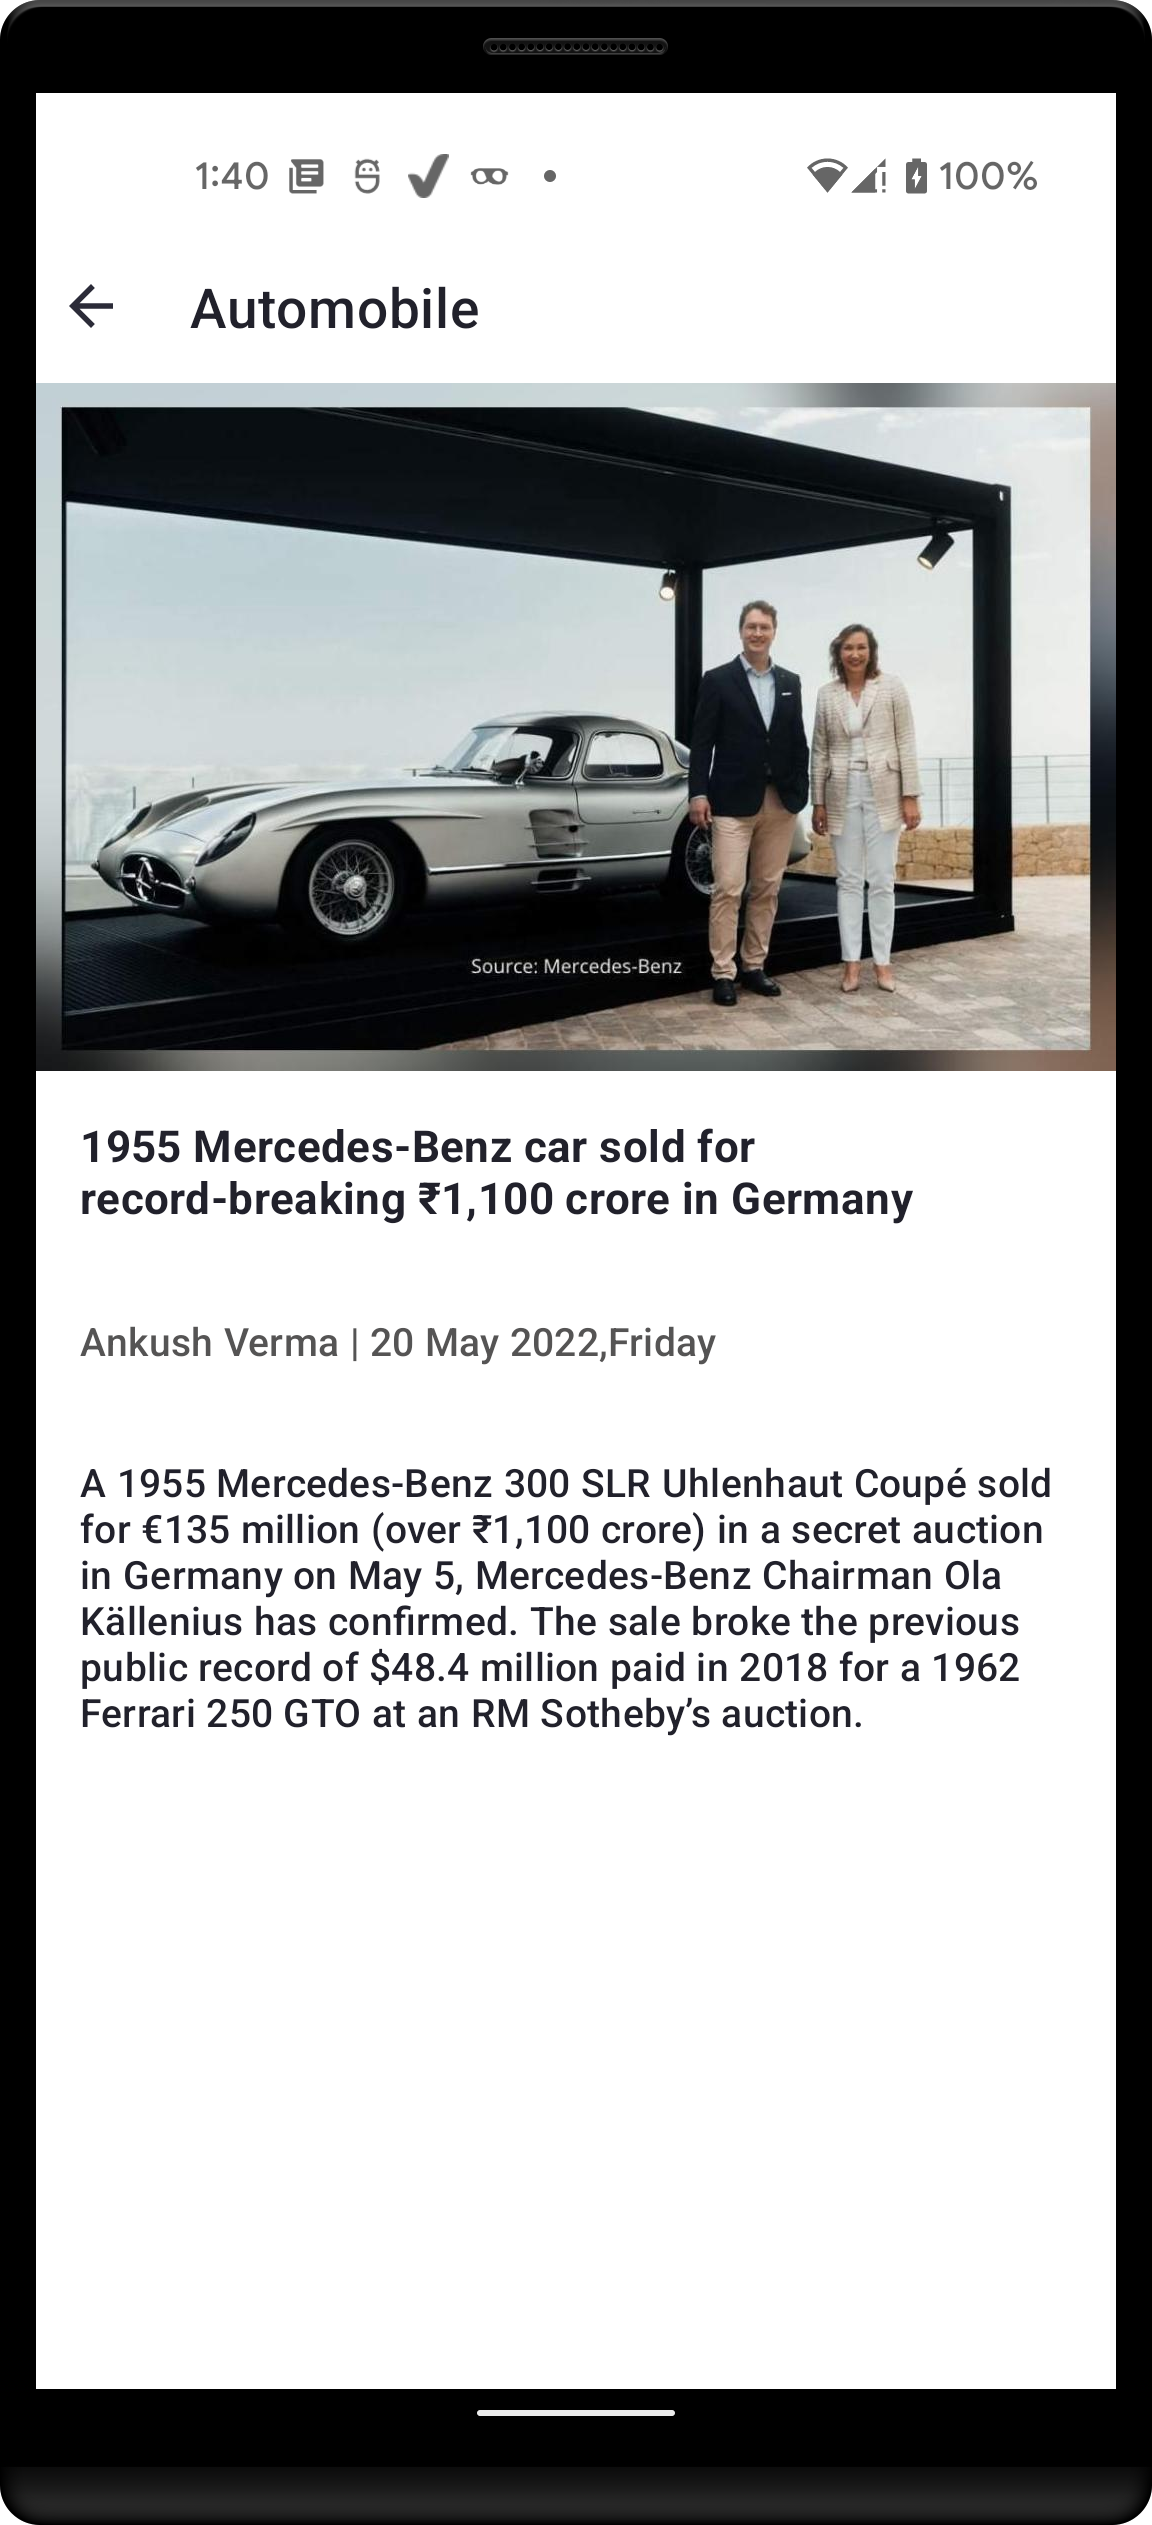 1:40
100%
Automobile
Source: Mercedes-Benz
1955 Mercedes-Benz car sold for
record-breaking ₹1,100 crore in Germany
Ankush Verma | 20 May 2022,Friday
A 1955 Mercedes-Benz 300 SLR Uhlenhaut Coupé sold
for €135 million (over ₹1,100 crore) in a secret auction
in Germany on May 5, Mercedes-Benz Chairman Ola
Källenius has confirmed. The sale broke the previous
public record of $48.4 million paid in 2018 for a 1962
Ferrari 250 GTO at an RM Sotheby’s auction.